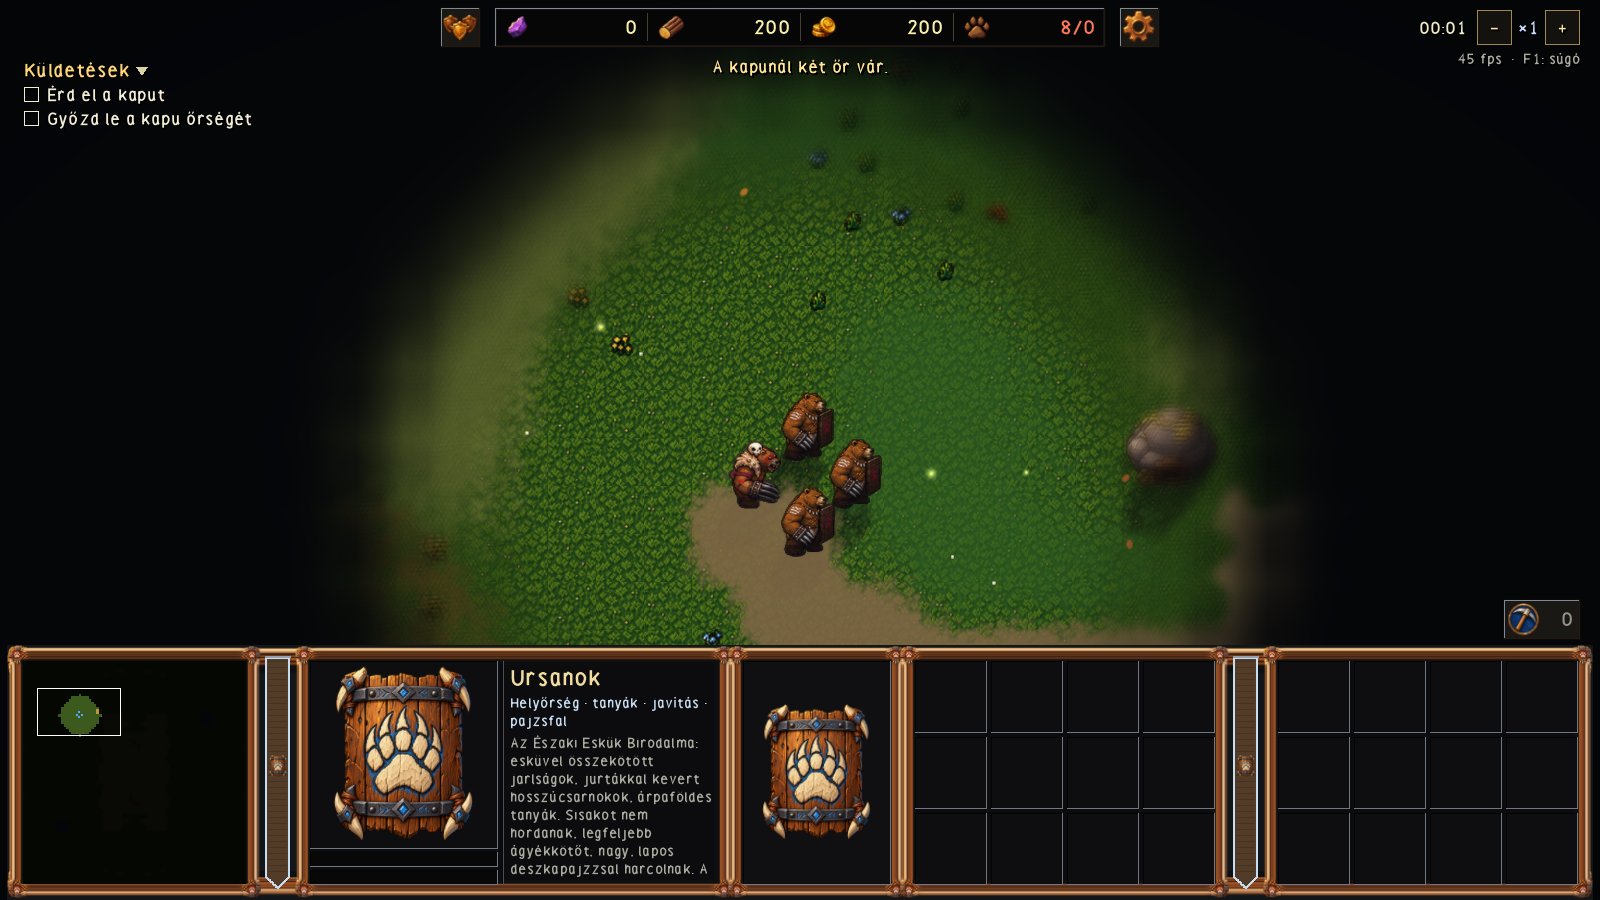 0
200
200
8/0
00:01
-
×1
+
45 fps · F1: súgó
A kapunál két őr vár.
Küldetések
Érd el a kaput
Győzd le a kapu őrségét
0
Ursanok
Helyőrség · tanyák · javítás ·
pajzsfal
Az Északi Eskük Birodalma:
esküvel összekötött
jarlságok, jurtákkal kevert
hosszúcsarnokok, árpaföldes
tanyák. Sisakot nem
hordanak, legfeljebb
ágyékkötőt, nagy, lapos
deszkapajzzsal harcolnak. A